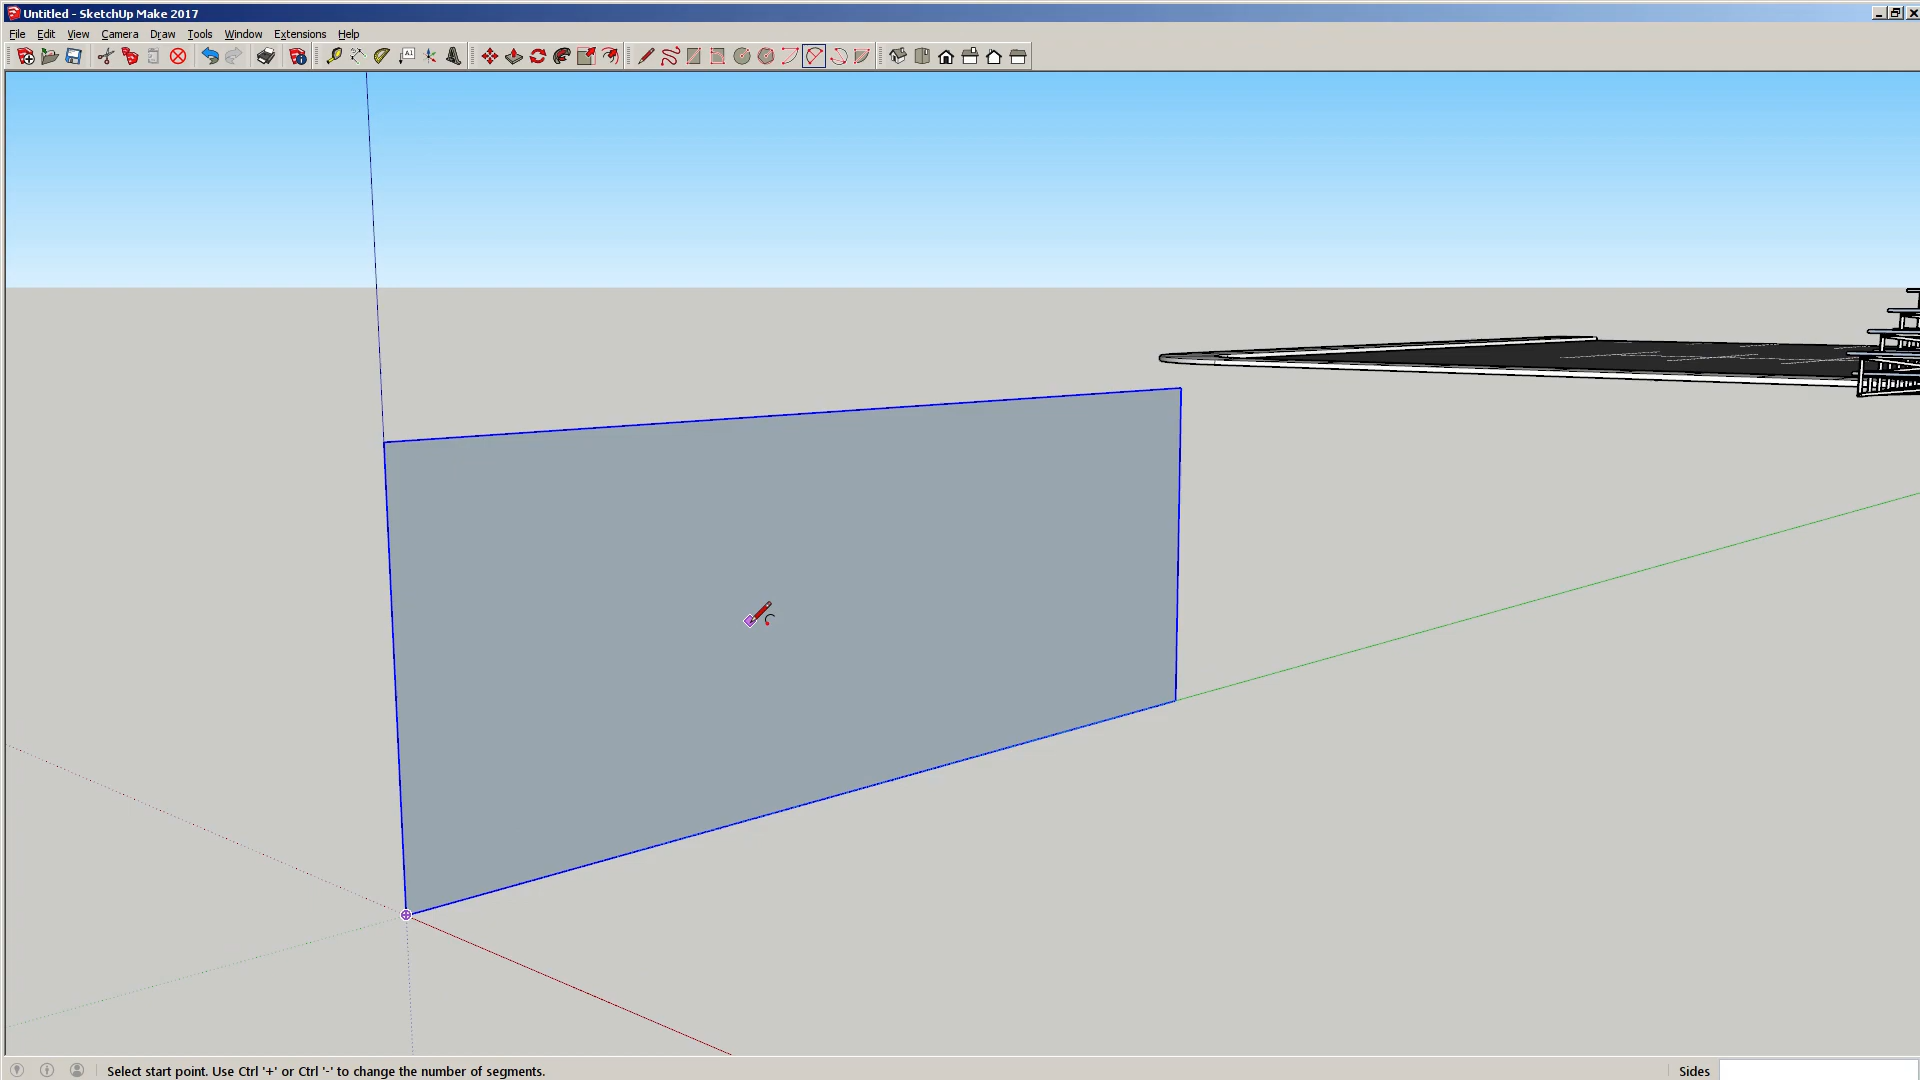 Untitled - SketchUp Make 2017
File Edit View Camera Draw Tools Window Extensions Help
A1
Select start point. Use Ctrl '+' or Ctrl '-' to change the number of segments.
Sides